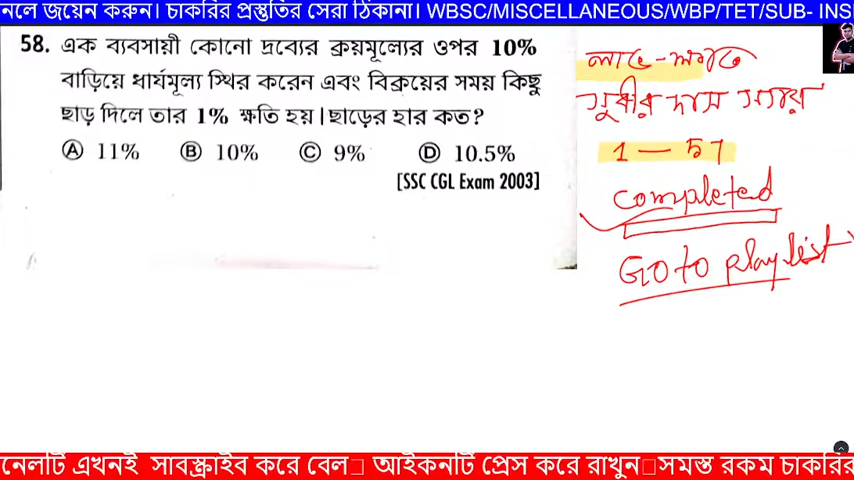 নলে জয়েন করুন। চাকরির প্রস্তুতির সেরা ঠিকানা। WBSC/MISCELLANEOUS/WBP/TET/SUB- INS
58. এক ব্যবসায়ী কোনো দ্রব্যের ক্রয়মূল্যের ওপর 10%
বাড়িয়ে ধার্যমূল্য স্থির করেন এবং বিক্রয়ের সময় কিছু
ছাড় দিলে তার 1% ক্ষতি হয়। ছাড়ের হার কত?
Ⓐ 11% Ⓑ 10% Ⓒ 9% Ⓓ 10.5%
[SSC CGL Exam 2003]
লাভ-ক্ষতি
সুবীর দাস স্যার
1 — 57
completed
Go to playlist
নেলটি এখনই সাবস্ক্রাইব করে বেল আইকনটি প্রেস করে রাখুন সমস্ত রকম চাকরির